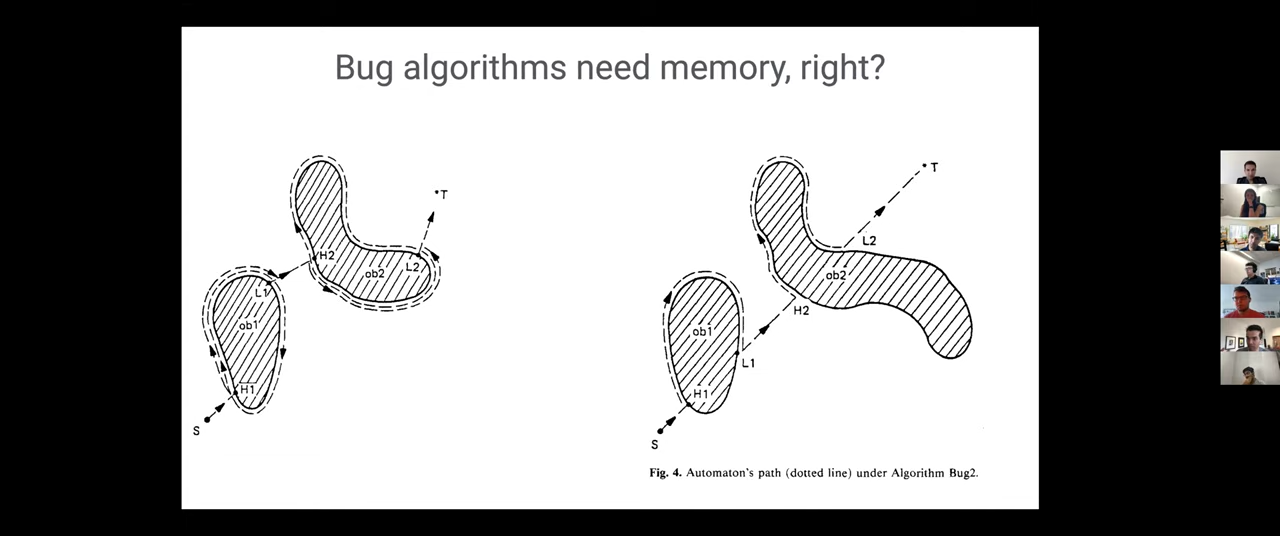 Bug algorithms need memory, right?
T
H2
ob2
L2
L1
ob1
H1
S
T
L2
ob2
H2
ob1
L1
H1
S
Fig. 4. Automaton's path (dotted line) under Algorithm Bug2.